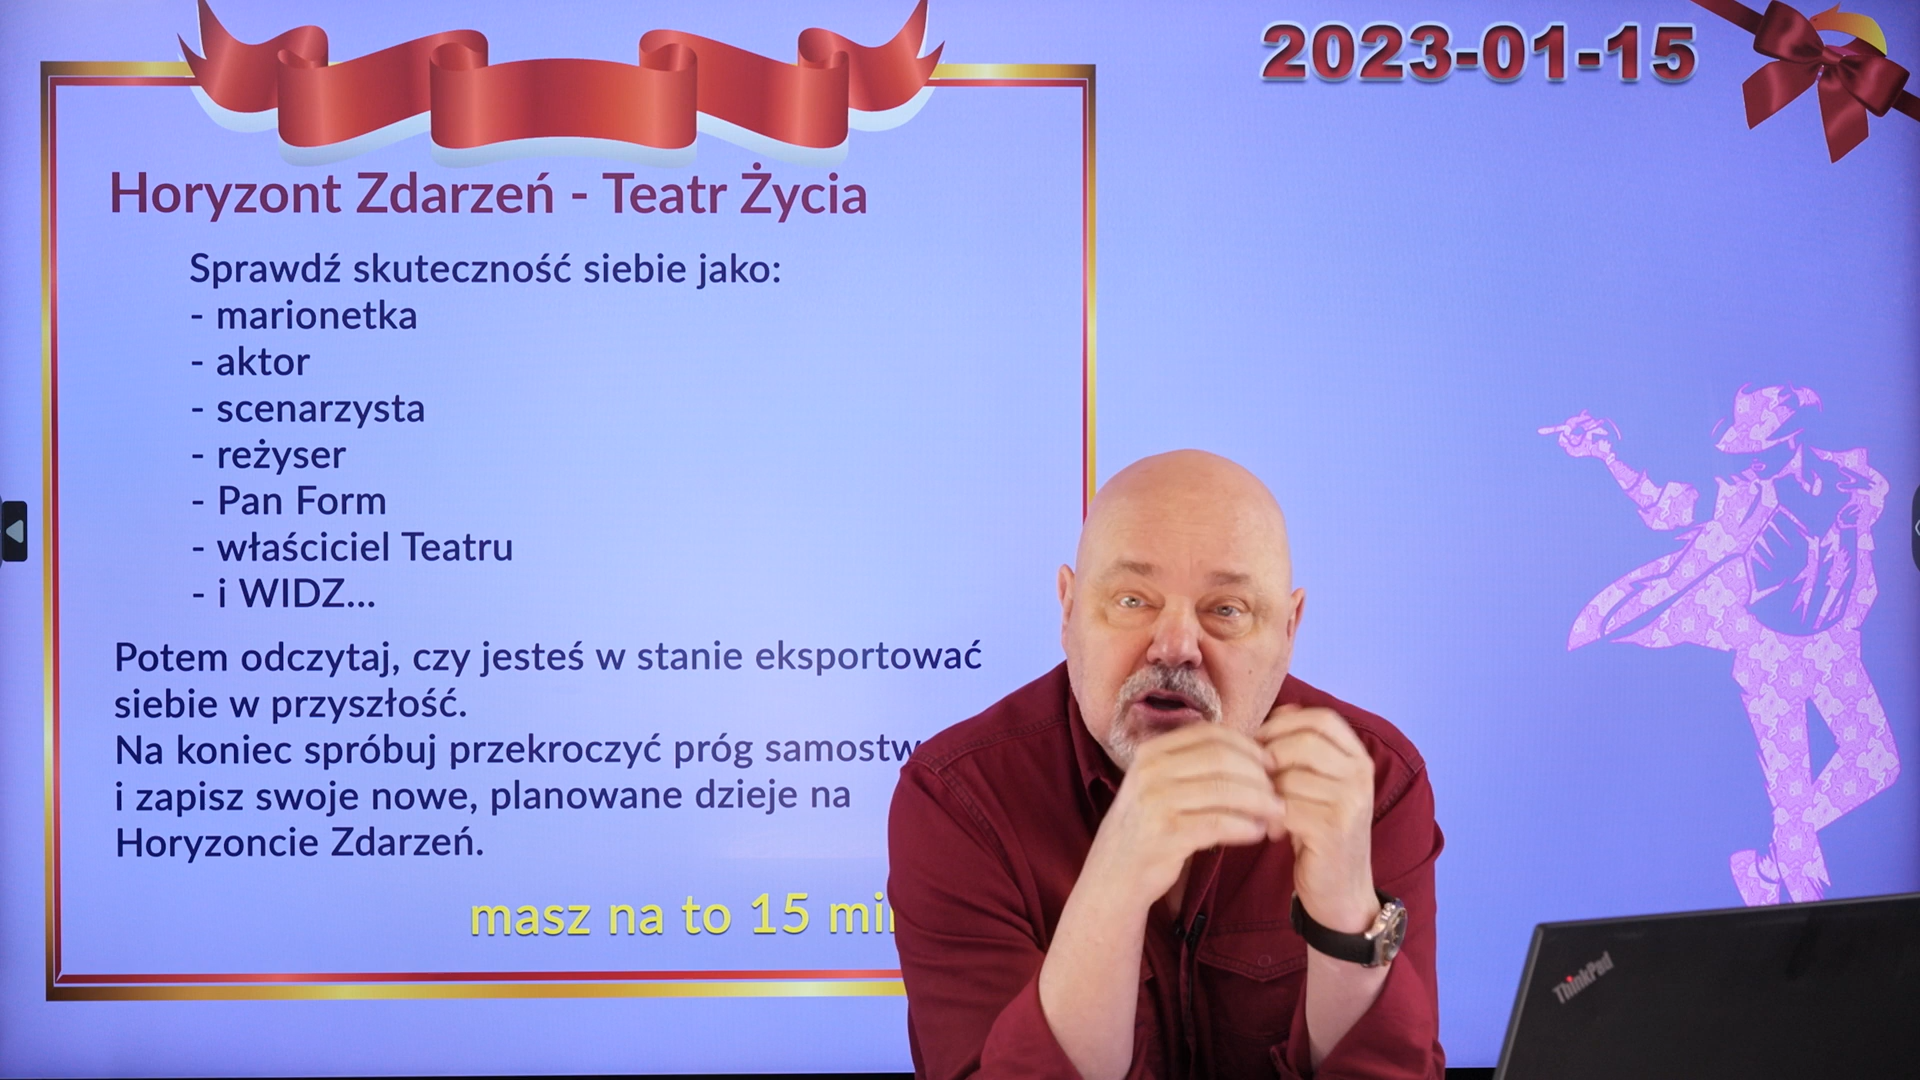 2023-01-15
Horyzont Zdarzeń - Teatr Życia
Sprawdź skuteczność siebie jako:
- marionetka
- aktor
- scenarzysta
- reżyser
- Pan Form
- właściciel Teatru
- i WIDZ...
Potem odczytaj, czy jesteś w stanie eksportować
siebie w przyszłość.
Na koniec spróbuj przekroczyć próg
i zapisz swoje nowe, planowane dzieje na
Horyzoncie Zdarzeń.
masz na to 15
ThinkPad